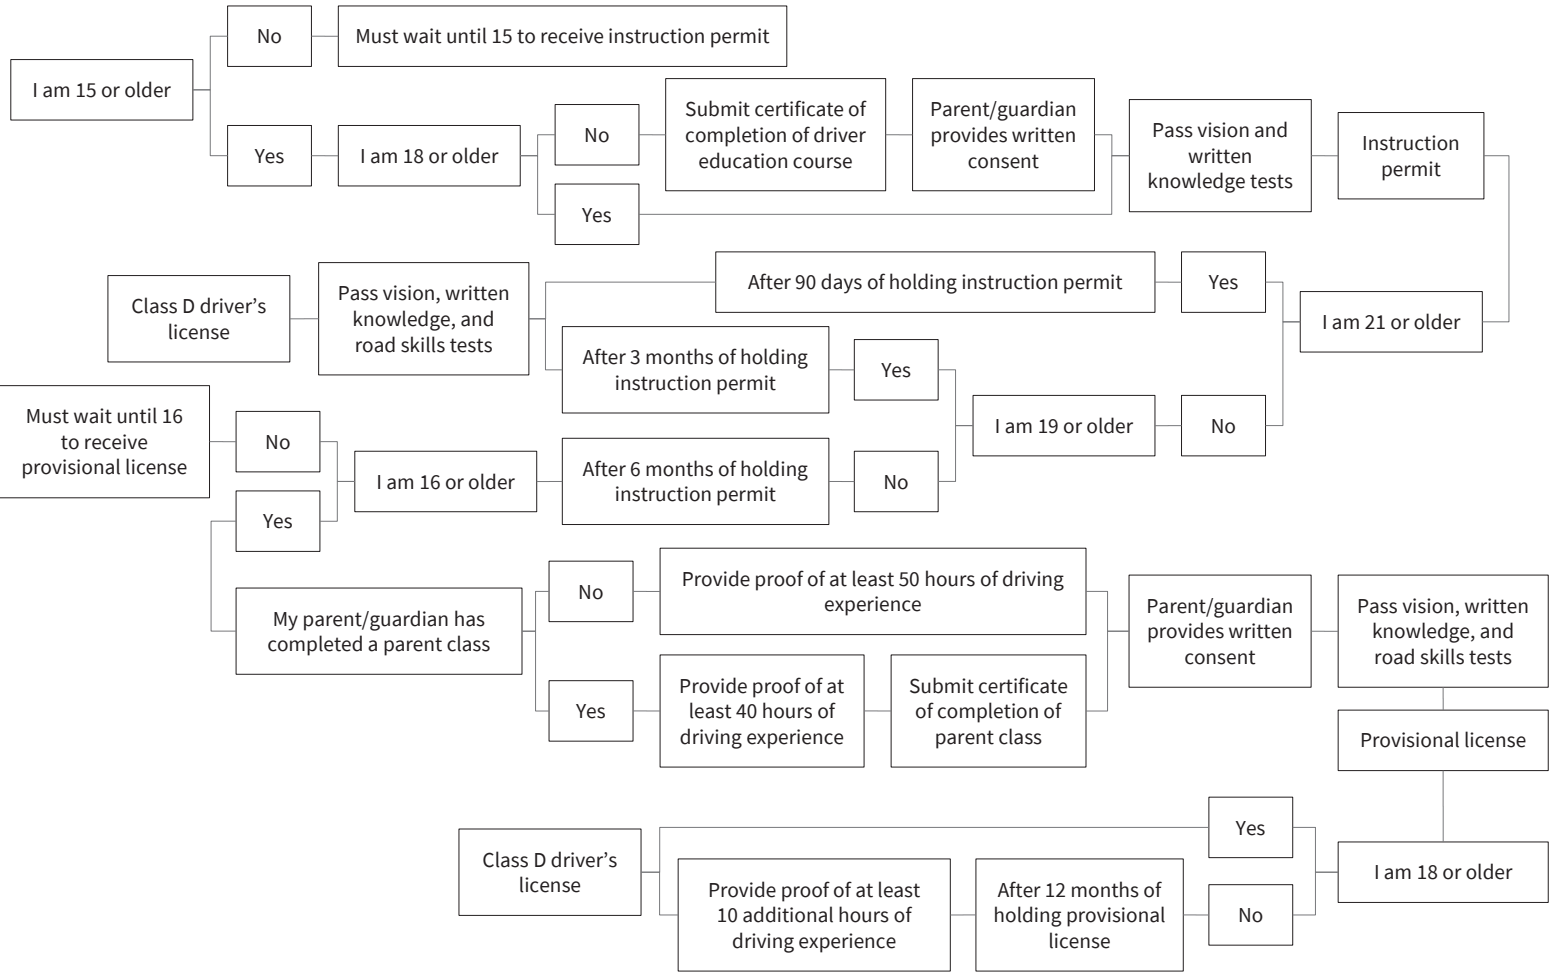 I am 15 or older
No
Must wait until 15 to receive instruction permit
Yes
I am 18 or older
No
Submit certificate of
completion of driver
education course
Parent/guardian
provides written
consent
Yes
Pass vision and
written
knowledge tests
Instruction
permit
I am 21 or older
Yes
After 90 days of holding instruction permit
No
I am 19 or older
Yes
After 3 months of holding
instruction permit
Pass vision, written
knowledge, and
road skills tests
Class D driver’s
license
No
After 6 months of holding
instruction permit
I am 16 or older
No
Must wait until 16
to receive
provisional license
Yes
My parent/guardian has
completed a parent class
No
Provide proof of at least 50 hours of driving
experience
Yes
Provide proof of at
least 40 hours of
driving experience
Submit certificate
of completion of
parent class
Parent/guardian
provides written
consent
Pass vision, written
knowledge, and
road skills tests
Provisional license
I am 18 or older
Yes
No
After 12 months of
holding provisional
license
Provide proof of at least
10 additional hours of
driving experience
Class D driver’s
license